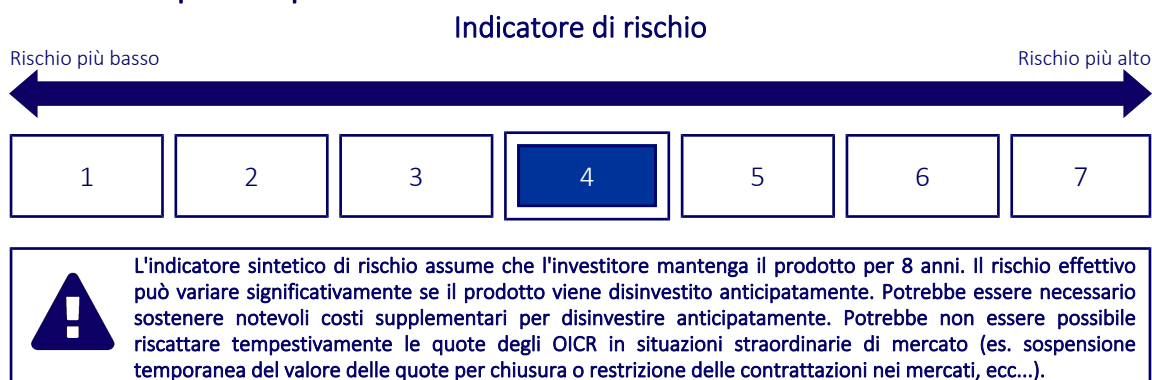 Indicatore di rischio
Rischio più basso Rischio più alto
1 2 3 4 5 6 7
L'indicatore sintetico di rischio assume che l'investitore mantenga il prodotto per 8 anni. Il rischio effettivo
può variare significativamente se il prodotto viene disinvestito anticipatamente. Potrebbe essere necessario
sostenere notevoli costi supplementari per disinvestire anticipatamente. Potrebbe non essere possibile
riscattare tempestivamente le quote degli OICR in situazioni straordinarie di mercato (es. sospensione
temporanea del valore delle quote per chiusura o restrizione delle contrattazioni nei mercati, ecc...).